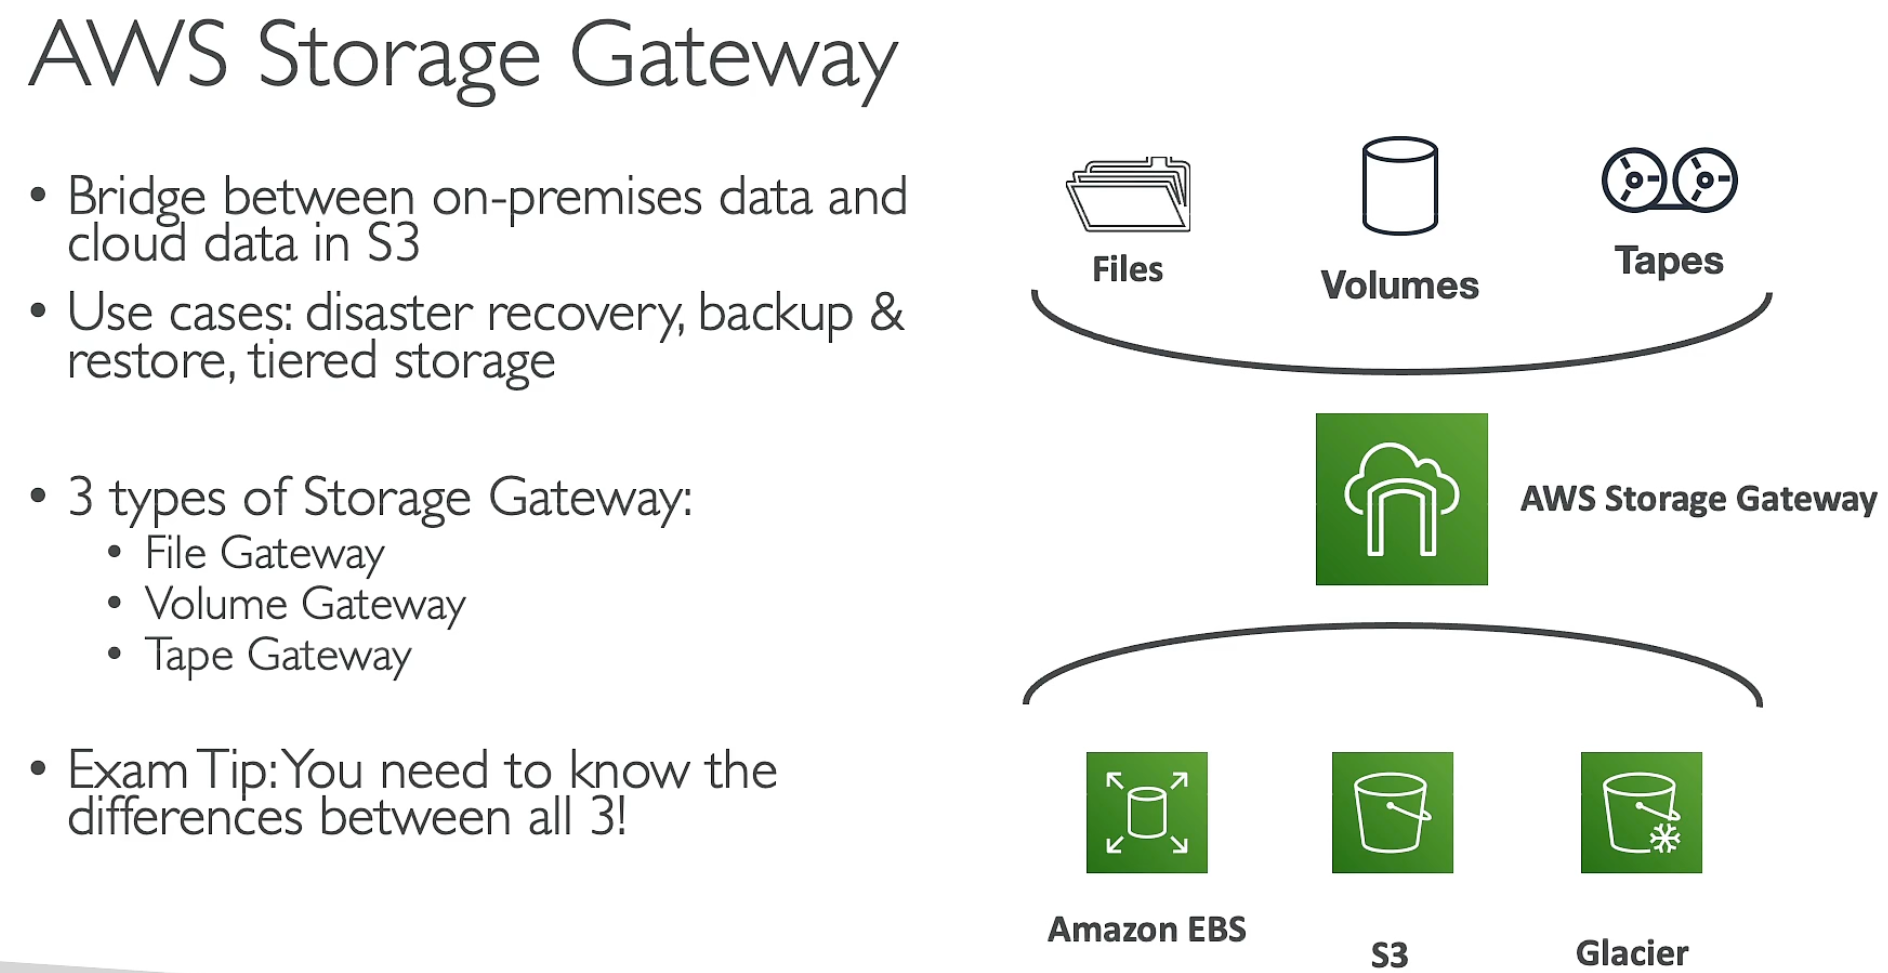 AWS Storage Gateway
• Bridge between on-premises data and
cloud data in S3
• Use cases: disaster recovery, backup &
restore, tiered storage
• 3 types of Storage Gateway:
• File Gateway
• Volume Gateway
• Tape Gateway
• Exam Tip: You need to know the
differences between all 3!
Files
Volumes
Tapes
AWS Storage Gateway
Amazon EBS
S3
Glacier